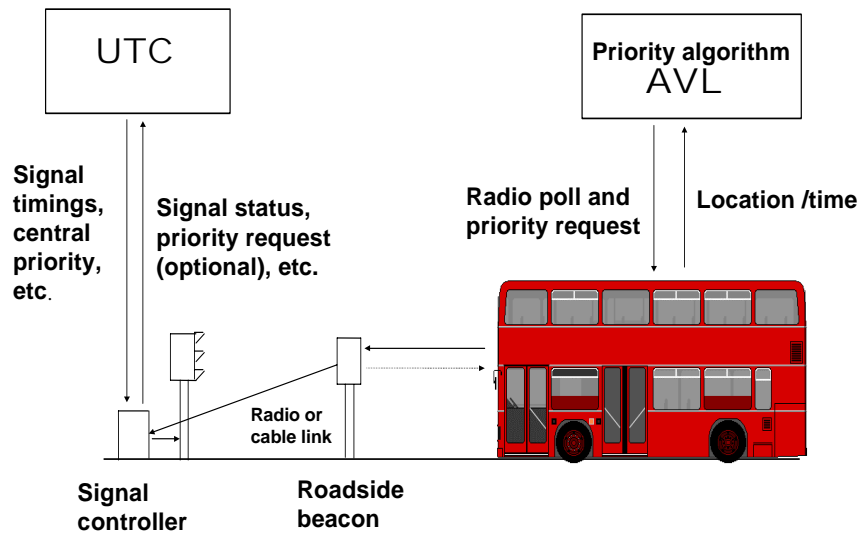 UTC
Priority algorithm
AVL
Signal
timings,
central
priority,
etc.
Signal status,
priority request
(optional), etc.
Radio poll and
priority request
Location /time
Radio or
cable link
Signal
controller
Roadside
beacon